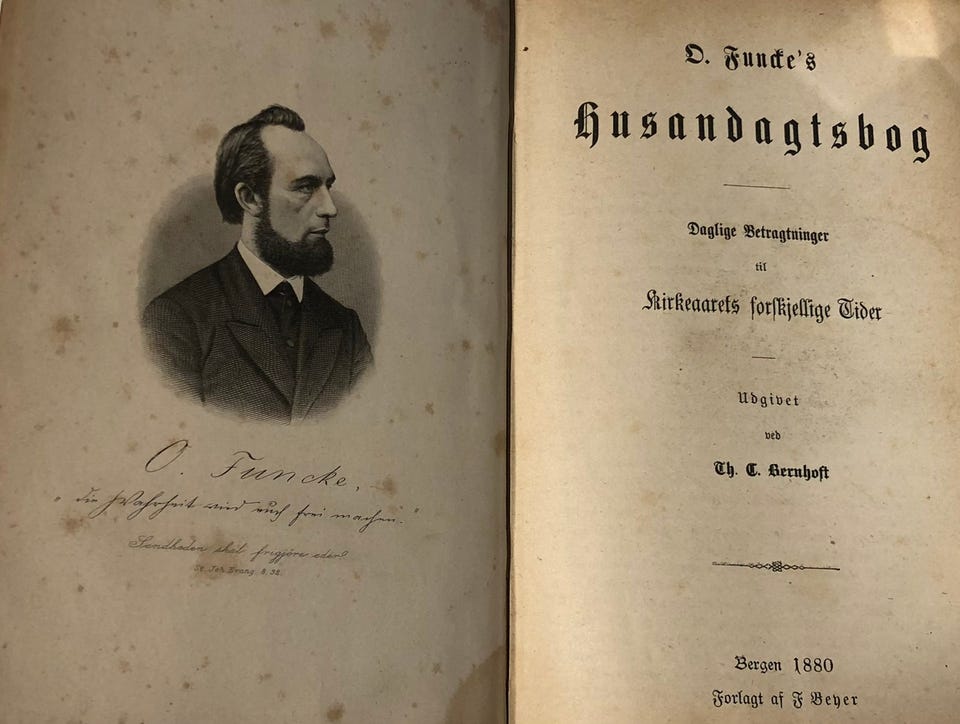 O. Funcke,
"die Wahrheit wird euch frei machen."
Sandheden skal frigjöre eder
St. Joh. Evang. 8, 32.
O. Funcke's
Husandagtsbog
Daglige Betragtninger
til
Kirkeaarets forskjellige Tider
Udgivet
ved
Th. C. Bernhoft
Bergen 1880
Forlagt af F Beyer